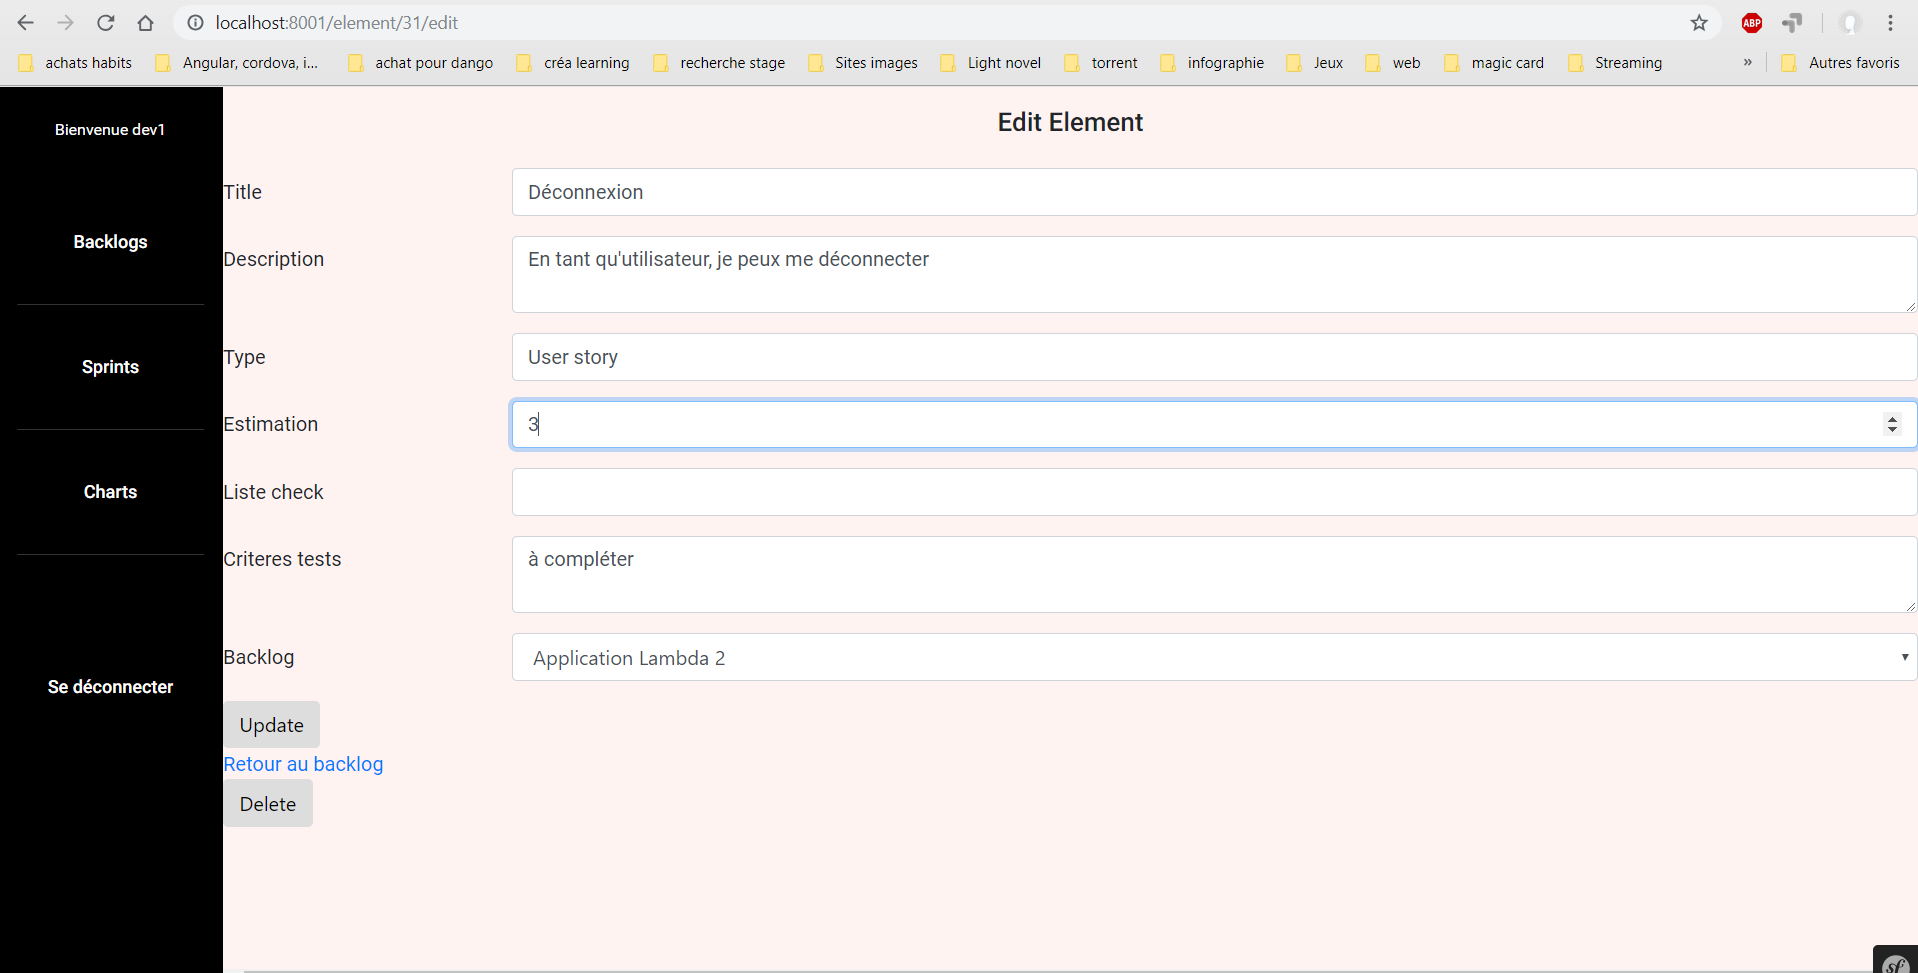 localhost:8001/element/31/edit
ABP
achats habits
Angular, cordova, i...
achat pour dango
créa learning
recherche stage
Sites images
Light novel
torrent
infographie
Jeux
web
magic card
Streaming
»
Autres favoris
Bienvenue dev1
Backlogs
Sprints
Charts
Se déconnecter
Edit Element
Title
Déconnexion
Description
En tant qu'utilisateur, je peux me déconnecter
Type
User story
Estimation
3
Liste check
Criteres tests
à compléter
Backlog
Application Lambda 2
Update
Retour au backlog
Delete
sf